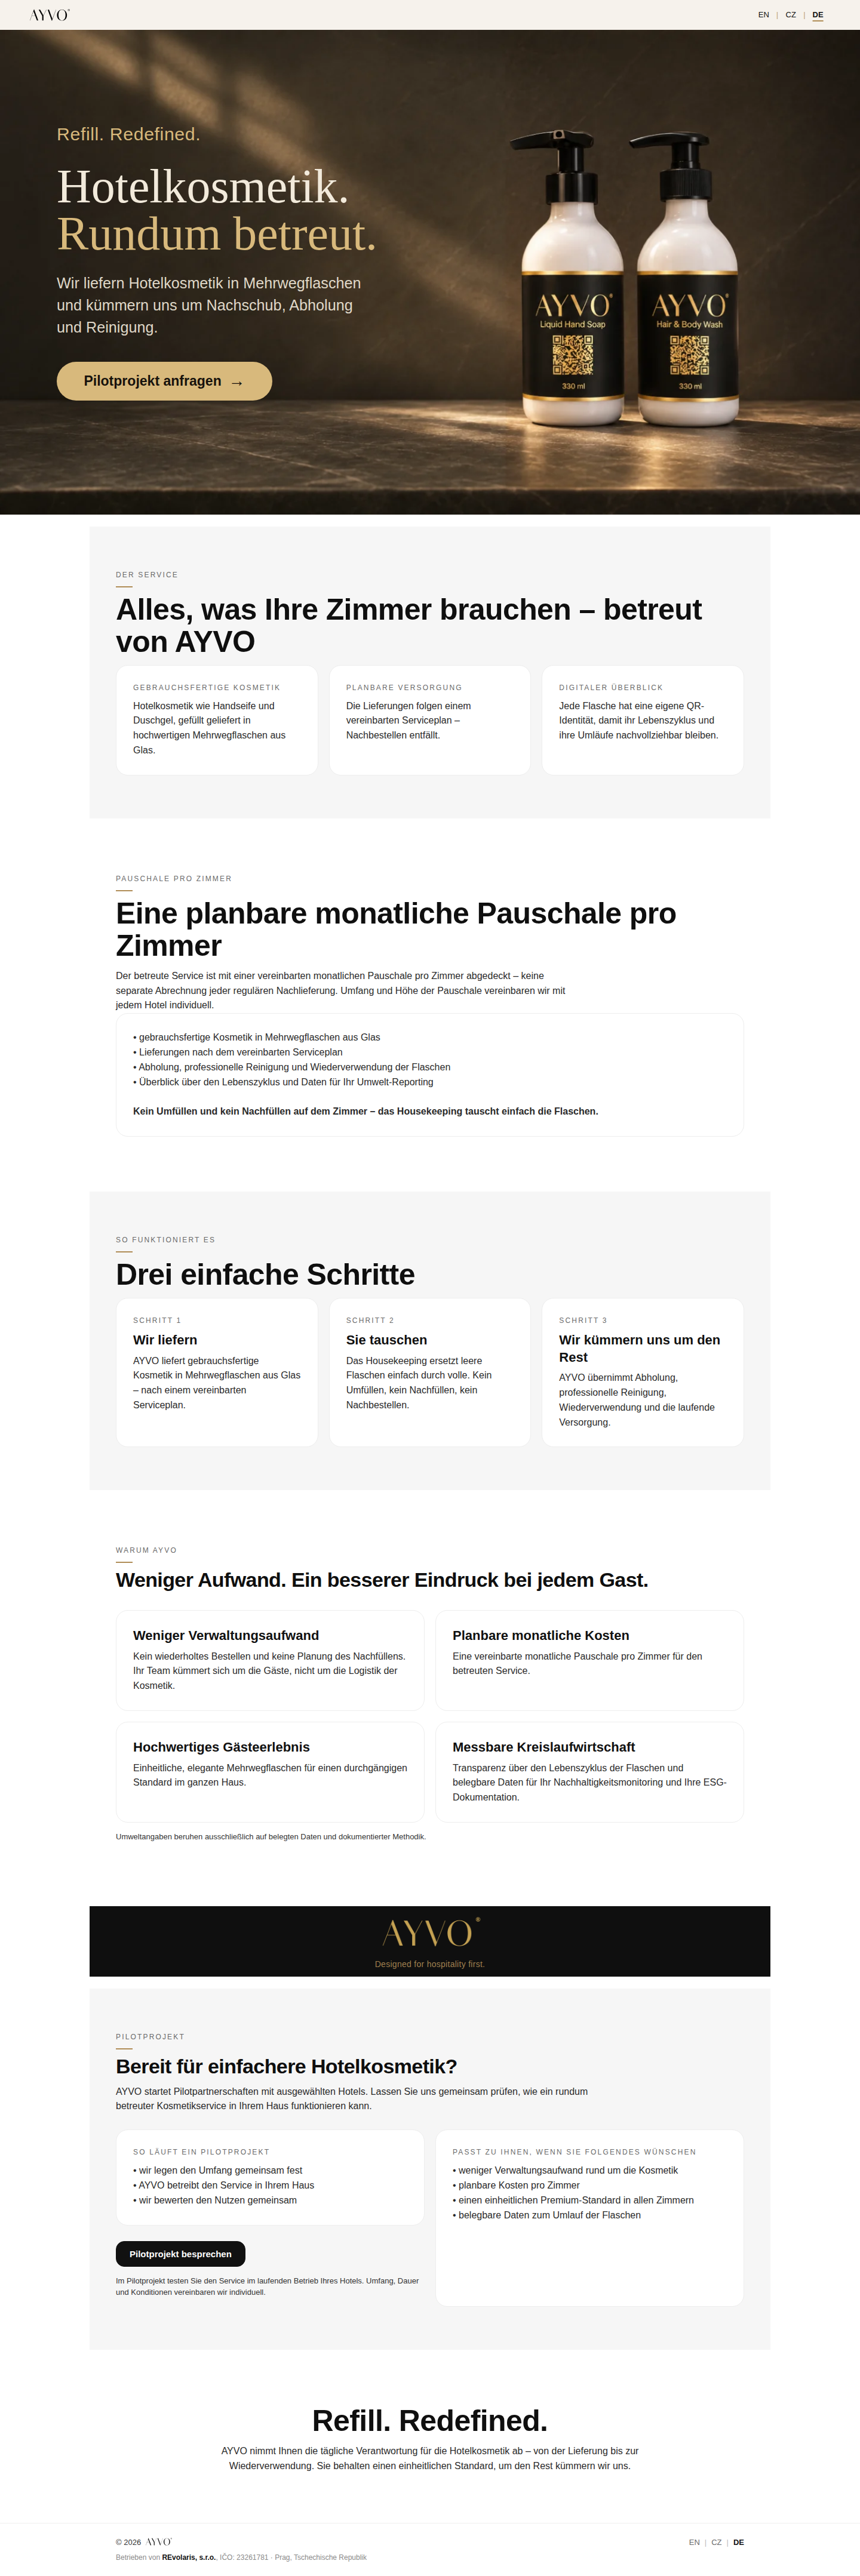 AYVO®
EN | CZ | DE
Refill. Redefined.
Hotelkosmetik.
Rundum betreut.
Wir liefern Hotelkosmetik in Mehrwegflaschen
und kümmern uns um Nachschub, Abholung
und Reinigung.
Pilotprojekt anfragen →
AYVO®
Liquid Hand Soap
330 ml
AYVO®
Hair & Body Wash
330 ml
DER SERVICE
Alles, was Ihre Zimmer brauchen – betreut
von AYVO
GEBRAUCHSFERTIGE KOSMETIK
Hotelkosmetik wie Handseife und
Duschgel, gefüllt geliefert in
hochwertigen Mehrwegflaschen aus
Glas.
PLANBARE VERSORGUNG
Die Lieferungen folgen einem
vereinbarten Serviceplan –
Nachbestellen entfällt.
DIGITALER ÜBERBLICK
Jede Flasche hat eine eigene QR-
Identität, damit ihr Lebenszyklus und
ihre Umläufe nachvollziehbar bleiben.
PAUSCHALE PRO ZIMMER
Eine planbare monatliche Pauschale pro
Zimmer
Der betreute Service ist mit einer vereinbarten monatlichen Pauschale pro Zimmer abgedeckt – keine
separate Abrechnung jeder regulären Nachlieferung. Umfang und Höhe der Pauschale vereinbaren wir mit
jedem Hotel individuell.
• gebrauchsfertige Kosmetik in Mehrwegflaschen aus Glas
• Lieferungen nach dem vereinbarten Serviceplan
• Abholung, professionelle Reinigung und Wiederverwendung der Flaschen
• Überblick über den Lebenszyklus und Daten für Ihr Umwelt-Reporting
Kein Umfüllen und kein Nachfüllen auf dem Zimmer – das Housekeeping tauscht einfach die Flaschen.
SO FUNKTIONIERT ES
Drei einfache Schritte
SCHRITT 1
Wir liefern
AYVO liefert gebrauchsfertige
Kosmetik in Mehrwegflaschen aus Glas
– nach einem vereinbarten
Serviceplan.
SCHRITT 2
Sie tauschen
Das Housekeeping ersetzt leere
Flaschen einfach durch volle. Kein
Umfüllen, kein Nachfüllen, kein
Nachbestellen.
SCHRITT 3
Wir kümmern uns um den
Rest
AYVO übernimmt Abholung,
professionelle Reinigung,
Wiederverwendung und die laufende
Versorgung.
WARUM AYVO
Weniger Aufwand. Ein besserer Eindruck bei jedem Gast.
Weniger Verwaltungsaufwand
Kein wiederholtes Bestellen und keine Planung des Nachfüllens.
Ihr Team kümmert sich um die Gäste, nicht um die Logistik der
Kosmetik.
Planbare monatliche Kosten
Eine vereinbarte monatliche Pauschale pro Zimmer für den
betreuten Service.
Hochwertiges Gästeerlebnis
Einheitliche, elegante Mehrwegflaschen für einen durchgängigen
Standard im ganzen Haus.
Messbare Kreislaufwirtschaft
Transparenz über den Lebenszyklus der Flaschen und
belegbare Daten für Ihr Nachhaltigkeitsmonitoring und Ihre ESG-
Dokumentation.
Umweltangaben beruhen ausschließlich auf belegten Daten und dokumentierter Methodik.
AYVO®
Designed for hospitality first.
PILOTPROJEKT
Bereit für einfachere Hotelkosmetik?
AYVO startet Pilotpartnerschaften mit ausgewählten Hotels. Lassen Sie uns gemeinsam prüfen, wie ein rundum
betreuter Kosmetikservice in Ihrem Haus funktionieren kann.
SO LÄUFT EIN PILOTPROJEKT
• wir legen den Umfang gemeinsam fest
• AYVO betreibt den Service in Ihrem Haus
• wir bewerten den Nutzen gemeinsam
Pilotprojekt besprechen
Im Pilotprojekt testen Sie den Service im laufenden Betrieb Ihres Hotels. Umfang, Dauer
und Konditionen vereinbaren wir individuell.
PASST ZU IHNEN, WENN SIE FOLGENDES WÜNSCHEN
• weniger Verwaltungsaufwand rund um die Kosmetik
• planbare Kosten pro Zimmer
• einen einheitlichen Premium-Standard in allen Zimmern
• belegbare Daten zum Umlauf der Flaschen
Refill. Redefined.
AYVO nimmt Ihnen die tägliche Verantwortung für die Hotelkosmetik ab – von der Lieferung bis zur
Wiederverwendung. Sie behalten einen einheitlichen Standard, um den Rest kümmern wir uns.
© 2026 AYVO®
EN | CZ | DE
Betrieben von REvolaris, s.r.o., IČO: 23261781 · Prag, Tschechische Republik